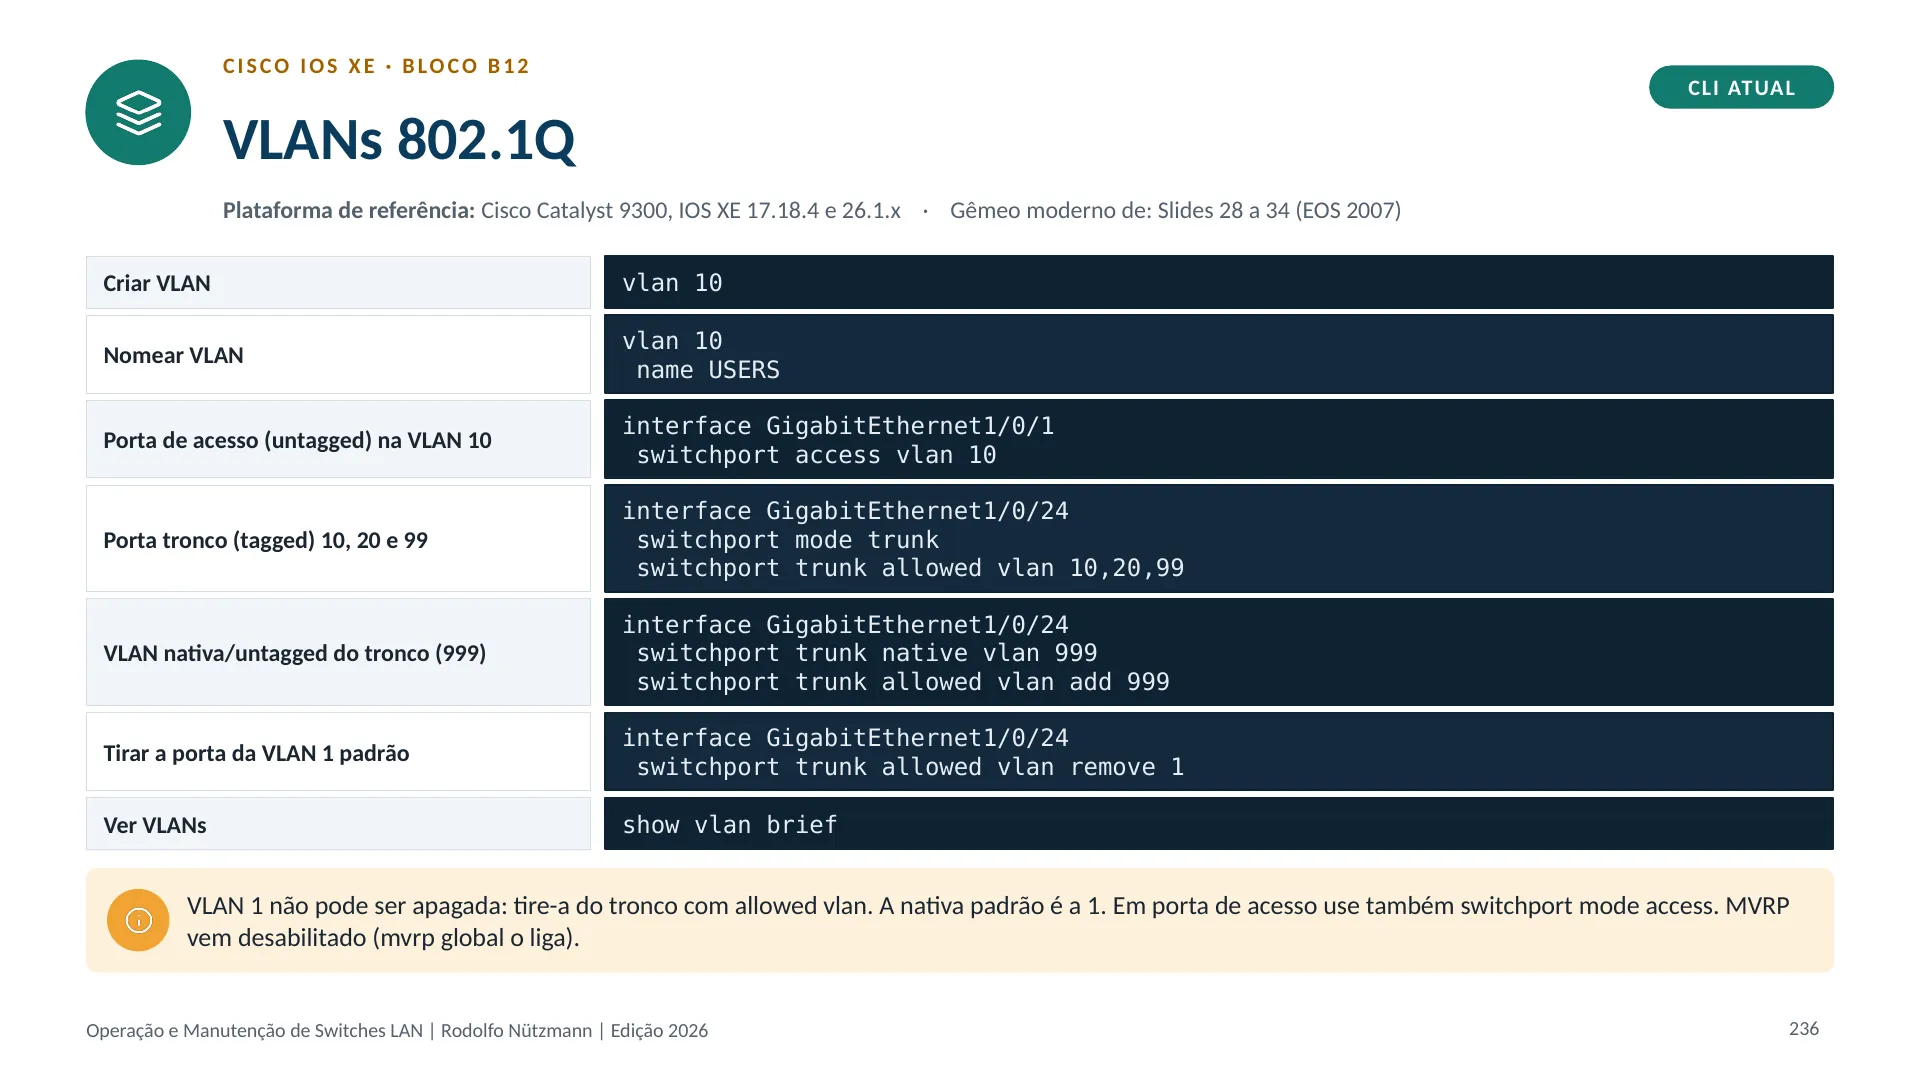 CISCO IOS XE · BLOCO B12
CLI ATUAL
VLANs 802.1Q
Plataforma de referência: Cisco Catalyst 9300, IOS XE 17.18.4 e 26.1.x · Gêmeo moderno de: Slides 28 a 34 (EOS 2007)
Criar VLAN
vlan 10
Nomear VLAN
vlan 10
 name USERS
Porta de acesso (untagged) na VLAN 10
interface GigabitEthernet1/0/1
 switchport access vlan 10
Porta tronco (tagged) 10, 20 e 99
interface GigabitEthernet1/0/24
 switchport mode trunk
 switchport trunk allowed vlan 10,20,99
VLAN nativa/untagged do tronco (999)
interface GigabitEthernet1/0/24
 switchport trunk native vlan 999
 switchport trunk allowed vlan add 999
Tirar a porta da VLAN 1 padrão
interface GigabitEthernet1/0/24
 switchport trunk allowed vlan remove 1
Ver VLANs
show vlan brief
VLAN 1 não pode ser apagada: tire-a do tronco com allowed vlan. A nativa padrão é a 1. Em porta de acesso use também switchport mode access. MVRP
vem desabilitado (mvrp global o liga).
Operação e Manutenção de Switches LAN | Rodolfo Nützmann | Edição 2026
236